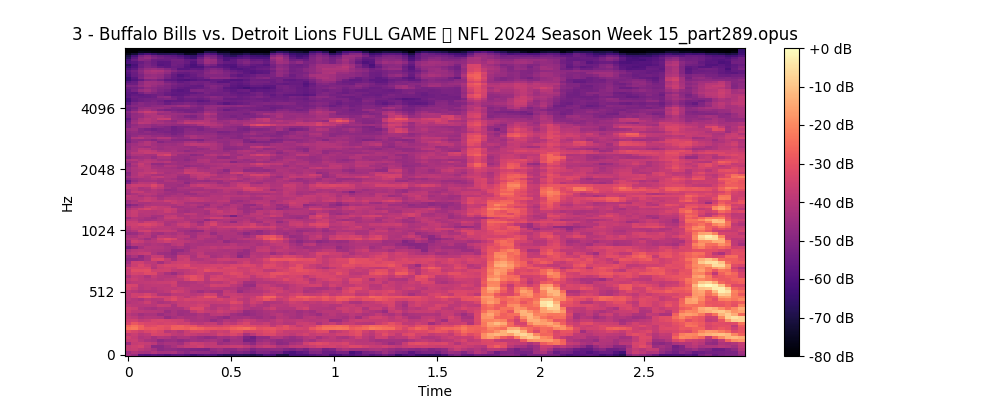 3 - Buffalo Bills vs. Detroit Lions FULL GAME ▯ NFL 2024 Season Week 15_part289.opus
+0 dB
-10 dB
-20 dB
-30 dB
-40 dB
-50 dB
-60 dB
-70 dB
-80 dB
4096
2048
1024
512
0
Hz
0 0.5 1 1.5 2 2.5
Time